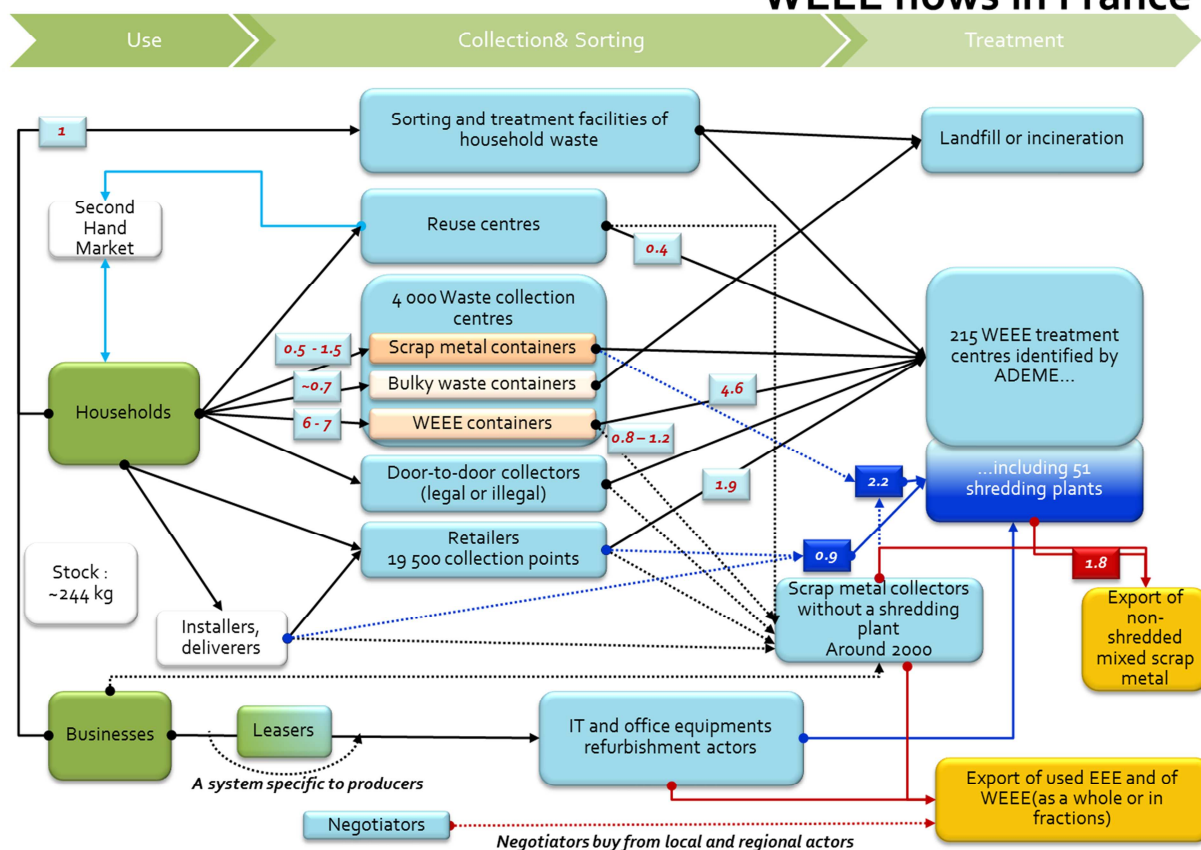 WEEE flows in France
Use
Collection& Sorting
Treatment
1
Sorting and treatment facilities of
household waste
Landfill or incineration
Second
Hand
Market
Reuse centres
0.4
4 000 Waste collection
centres
0.5 - 1.5
Scrap metal containers
~0.7
Bulky waste containers
6 - 7
WEEE containers
4.6
0.8 – 1.2
215 WEEE treatment
centres identified by
ADEME...
Households
Door-to-door collectors
(legal or illegal)
1.9
2.2
...including 51
shredding plants
Retailers
19 500 collection points
0.9
1.8
Stock :
~244 kg
Installers,
deliverers
Scrap metal collectors
without a shredding
plant
Around 2000
Export of
non-
shredded
mixed scrap
metal
Businesses
Leasers
IT and office equipments
refurbishment actors
A system specific to producers
Export of used EEE and of
WEEE(as a whole or in
fractions)
Negotiators
Negotiators buy from local and regional actors